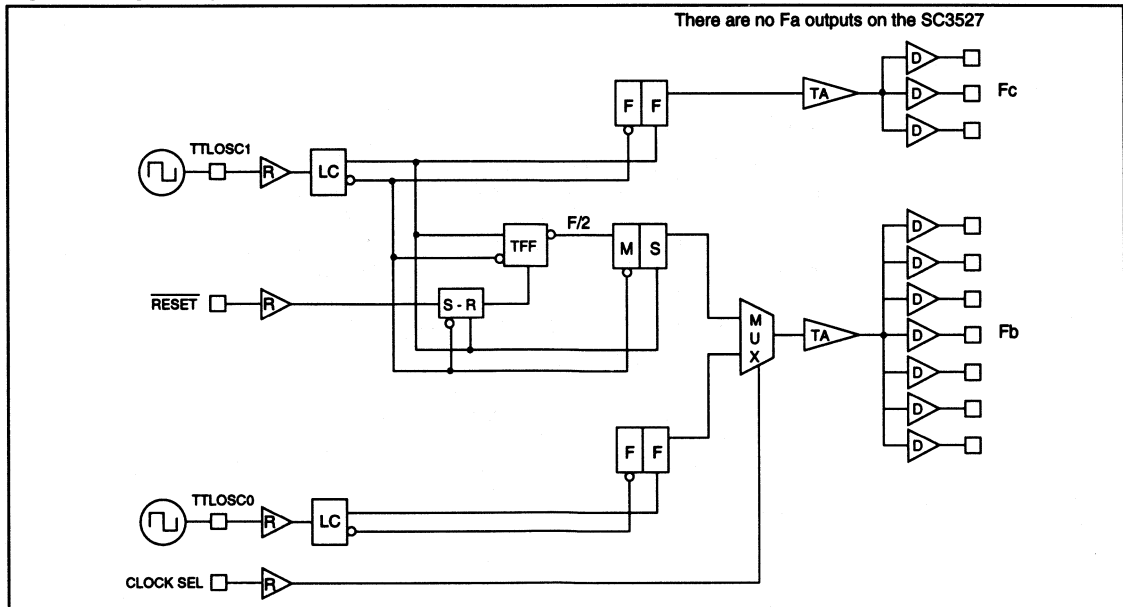 There are no Fa outputs on the SC3527
D
F F TA D Fc
D
TTLOSC1
R LC
D
F/2
TFF M S D
RESET R S - R D
MUX TA D Fb
D
D
F F D
TTLOSC0
R LC
CLOCK SEL R